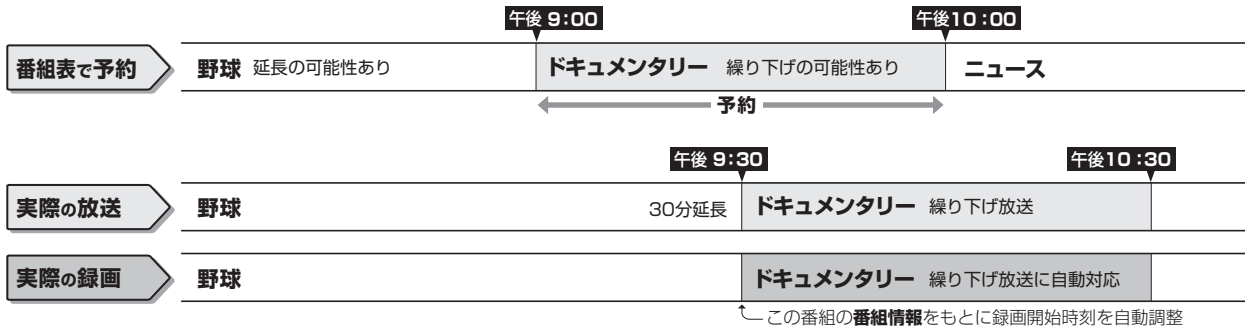 午後 9:00 午後10:00
番組表で予約 野球 延長の可能性あり ドキュメンタリー 繰り下げの可能性あり ニュース
予約
午後 9:30 午後10:30
実際の放送 野球 30分延長 ドキュメンタリー 繰り下げ放送
実際の録画 野球 ドキュメンタリー 繰り下げ放送に自動対応
この番組の番組情報をもとに録画開始時刻を自動調整